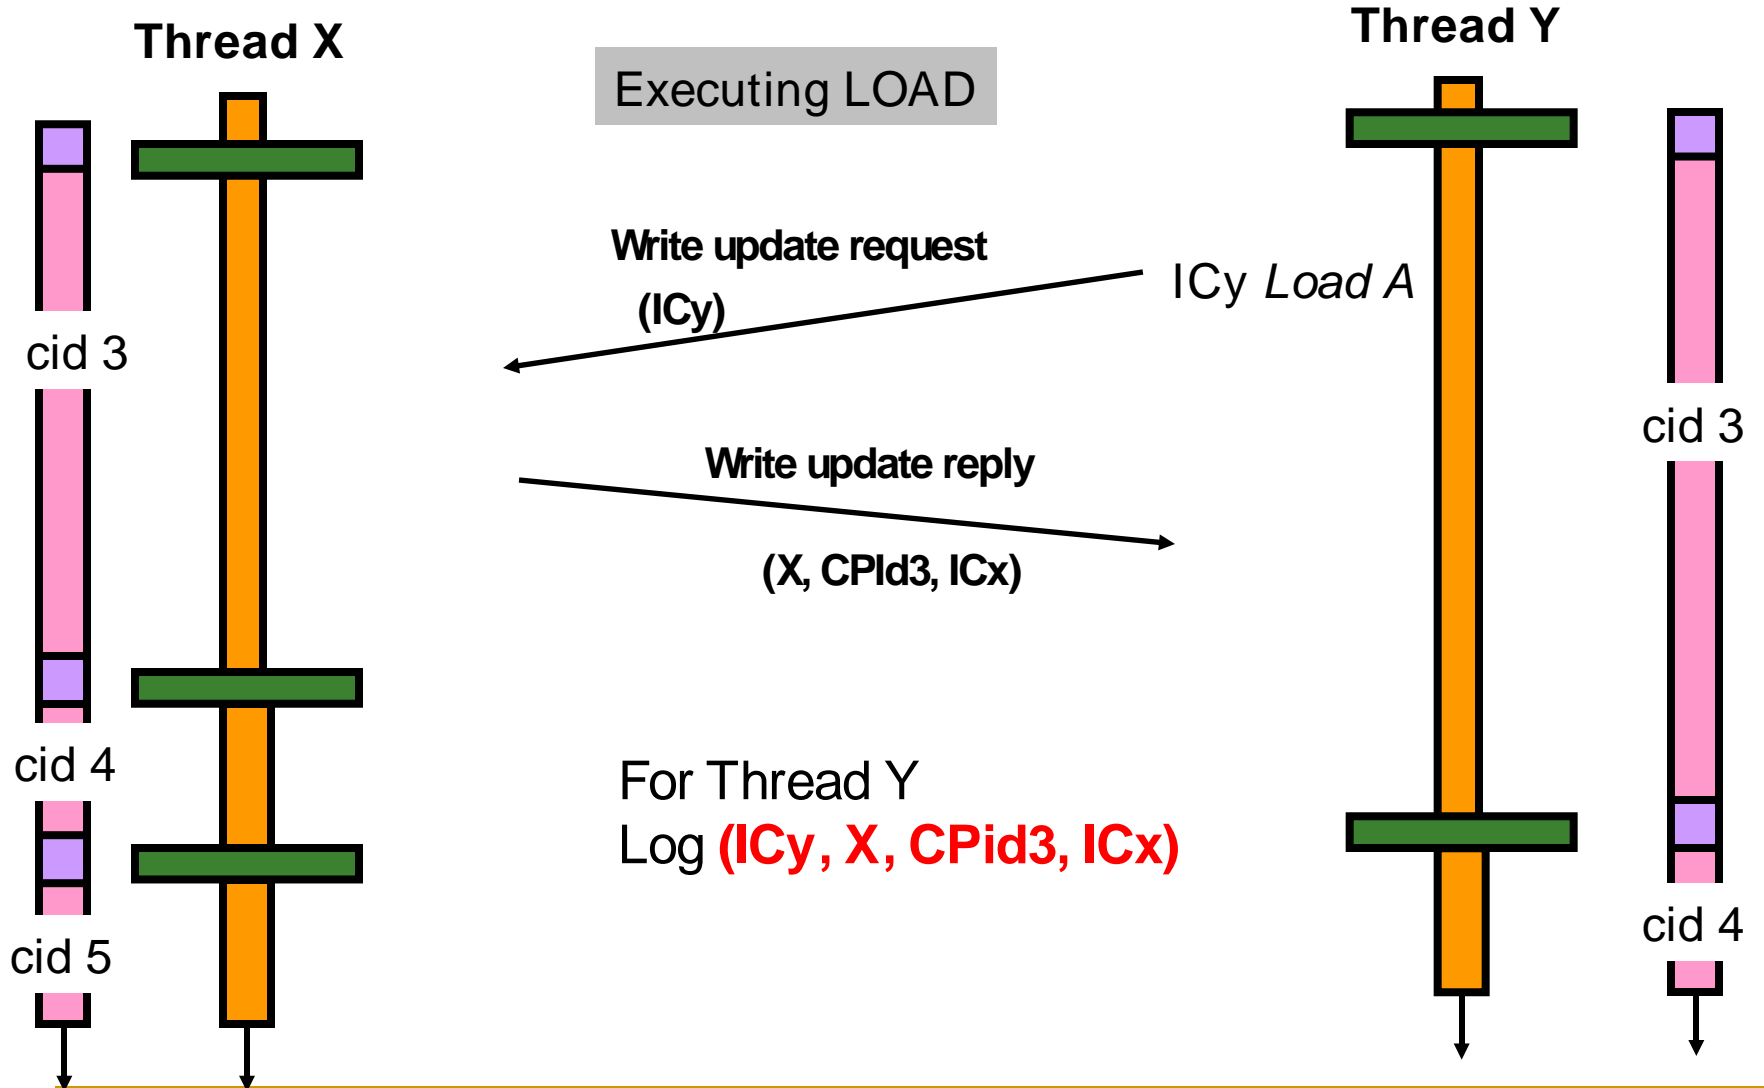 Thread X
Thread Y
Executing LOAD
Write update request
(ICy)
ICy Load A
cid 3
cid 3
Write update reply
(X, CPId3, ICx)
cid 4
For Thread Y
Log (ICy, X, CPid3, ICx)
cid 5
cid 4